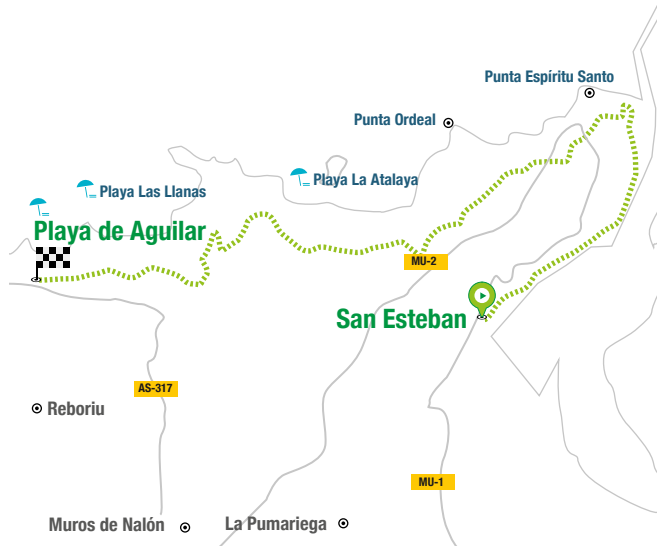 Punta Espíritu Santo
Punta Ordeal
Playa La Atalaya
Playa Las Llanas
Playa de Aguilar
MU-2
San Esteban
AS-317
Reboriu
MU-1
Muros de Nalón
La Pumariega